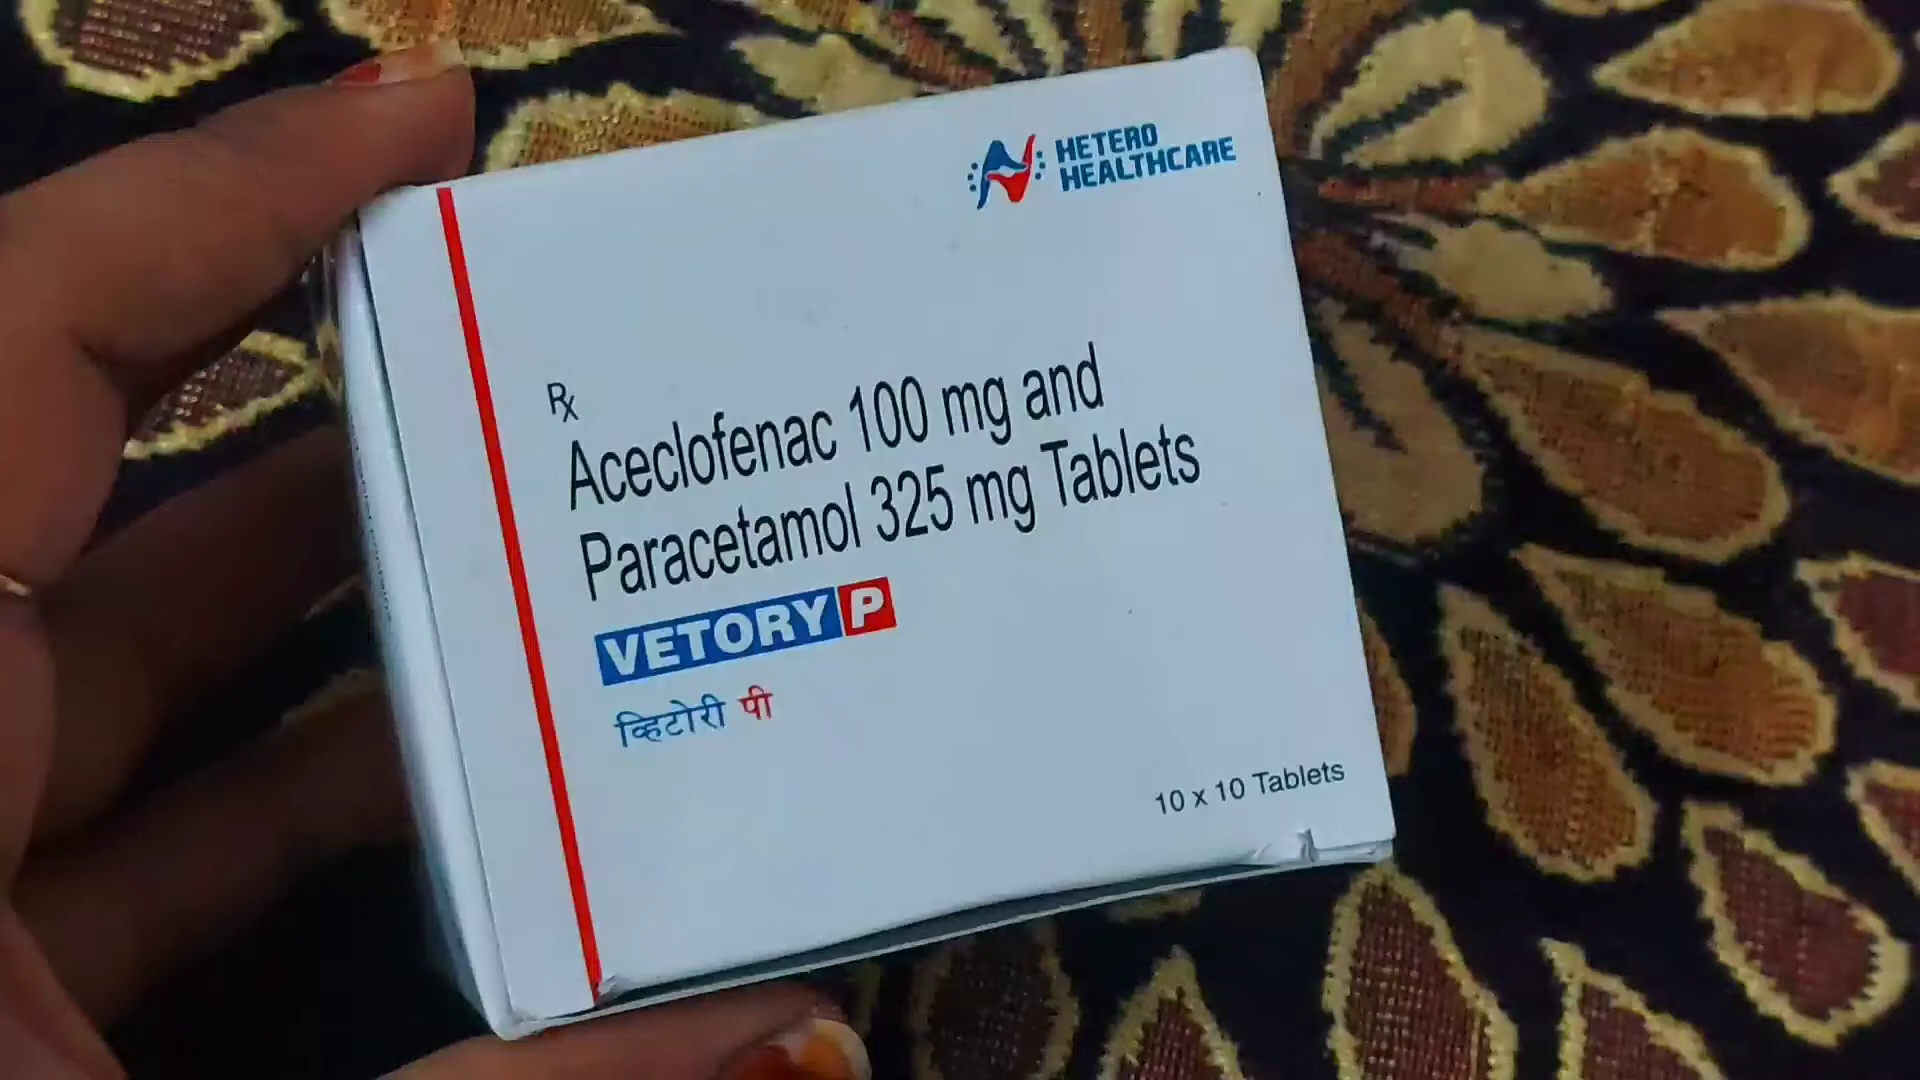 HETERO
HEALTHCARE
Rx
Aceclofenac 100 mg and
Paracetamol 325 mg Tablets
VETORY P
व्हिटोरी पी
10 x 10 Tablets